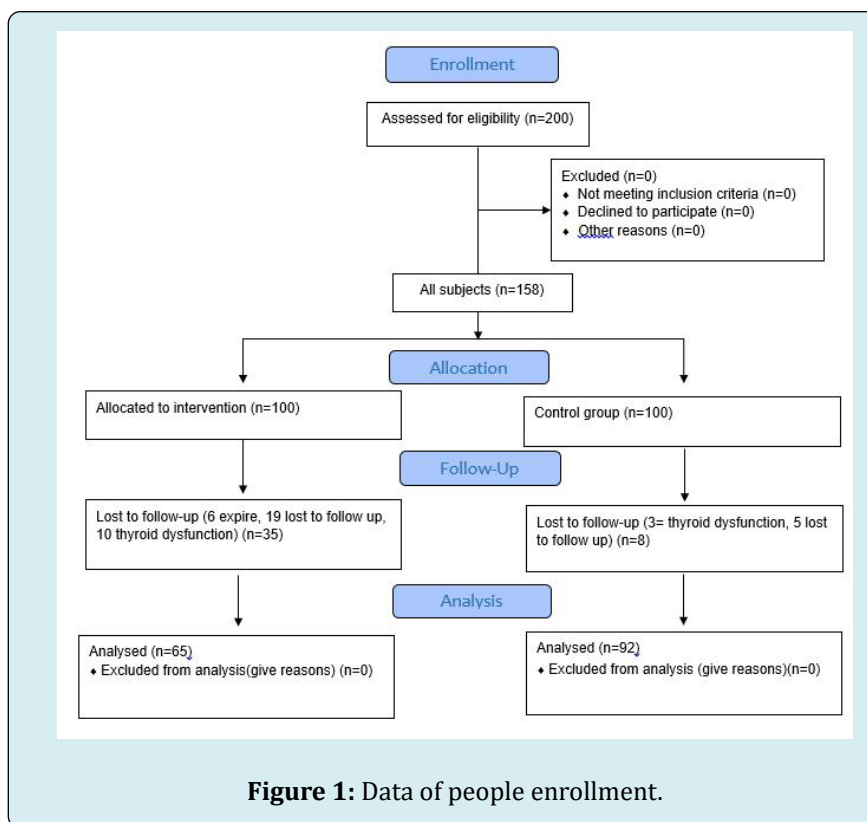 Enrollment
Assessed for eligibility (n=200)
Excluded (n=0)
♦ Not meeting inclusion criteria (n=0)
♦ Declined to participate (n=0)
♦ Other reasons (n=0)
All subjects (n=158)
Allocation
Allocated to intervention (n=100)
Control group (n=100)
Follow-Up
Lost to follow-up (6 expire, 19 lost to follow up,
10 thyroid dysfunction) (n=35)
Lost to follow-up (3= thyroid dysfunction, 5 lost
to follow up) (n=8)
Analysis
Analysed (n=65)
♦ Excluded from analysis(give reasons) (n=0)
Analysed (n=92)
♦ Excluded from analysis (give reasons)(n=0)
Figure 1: Data of people enrollment.